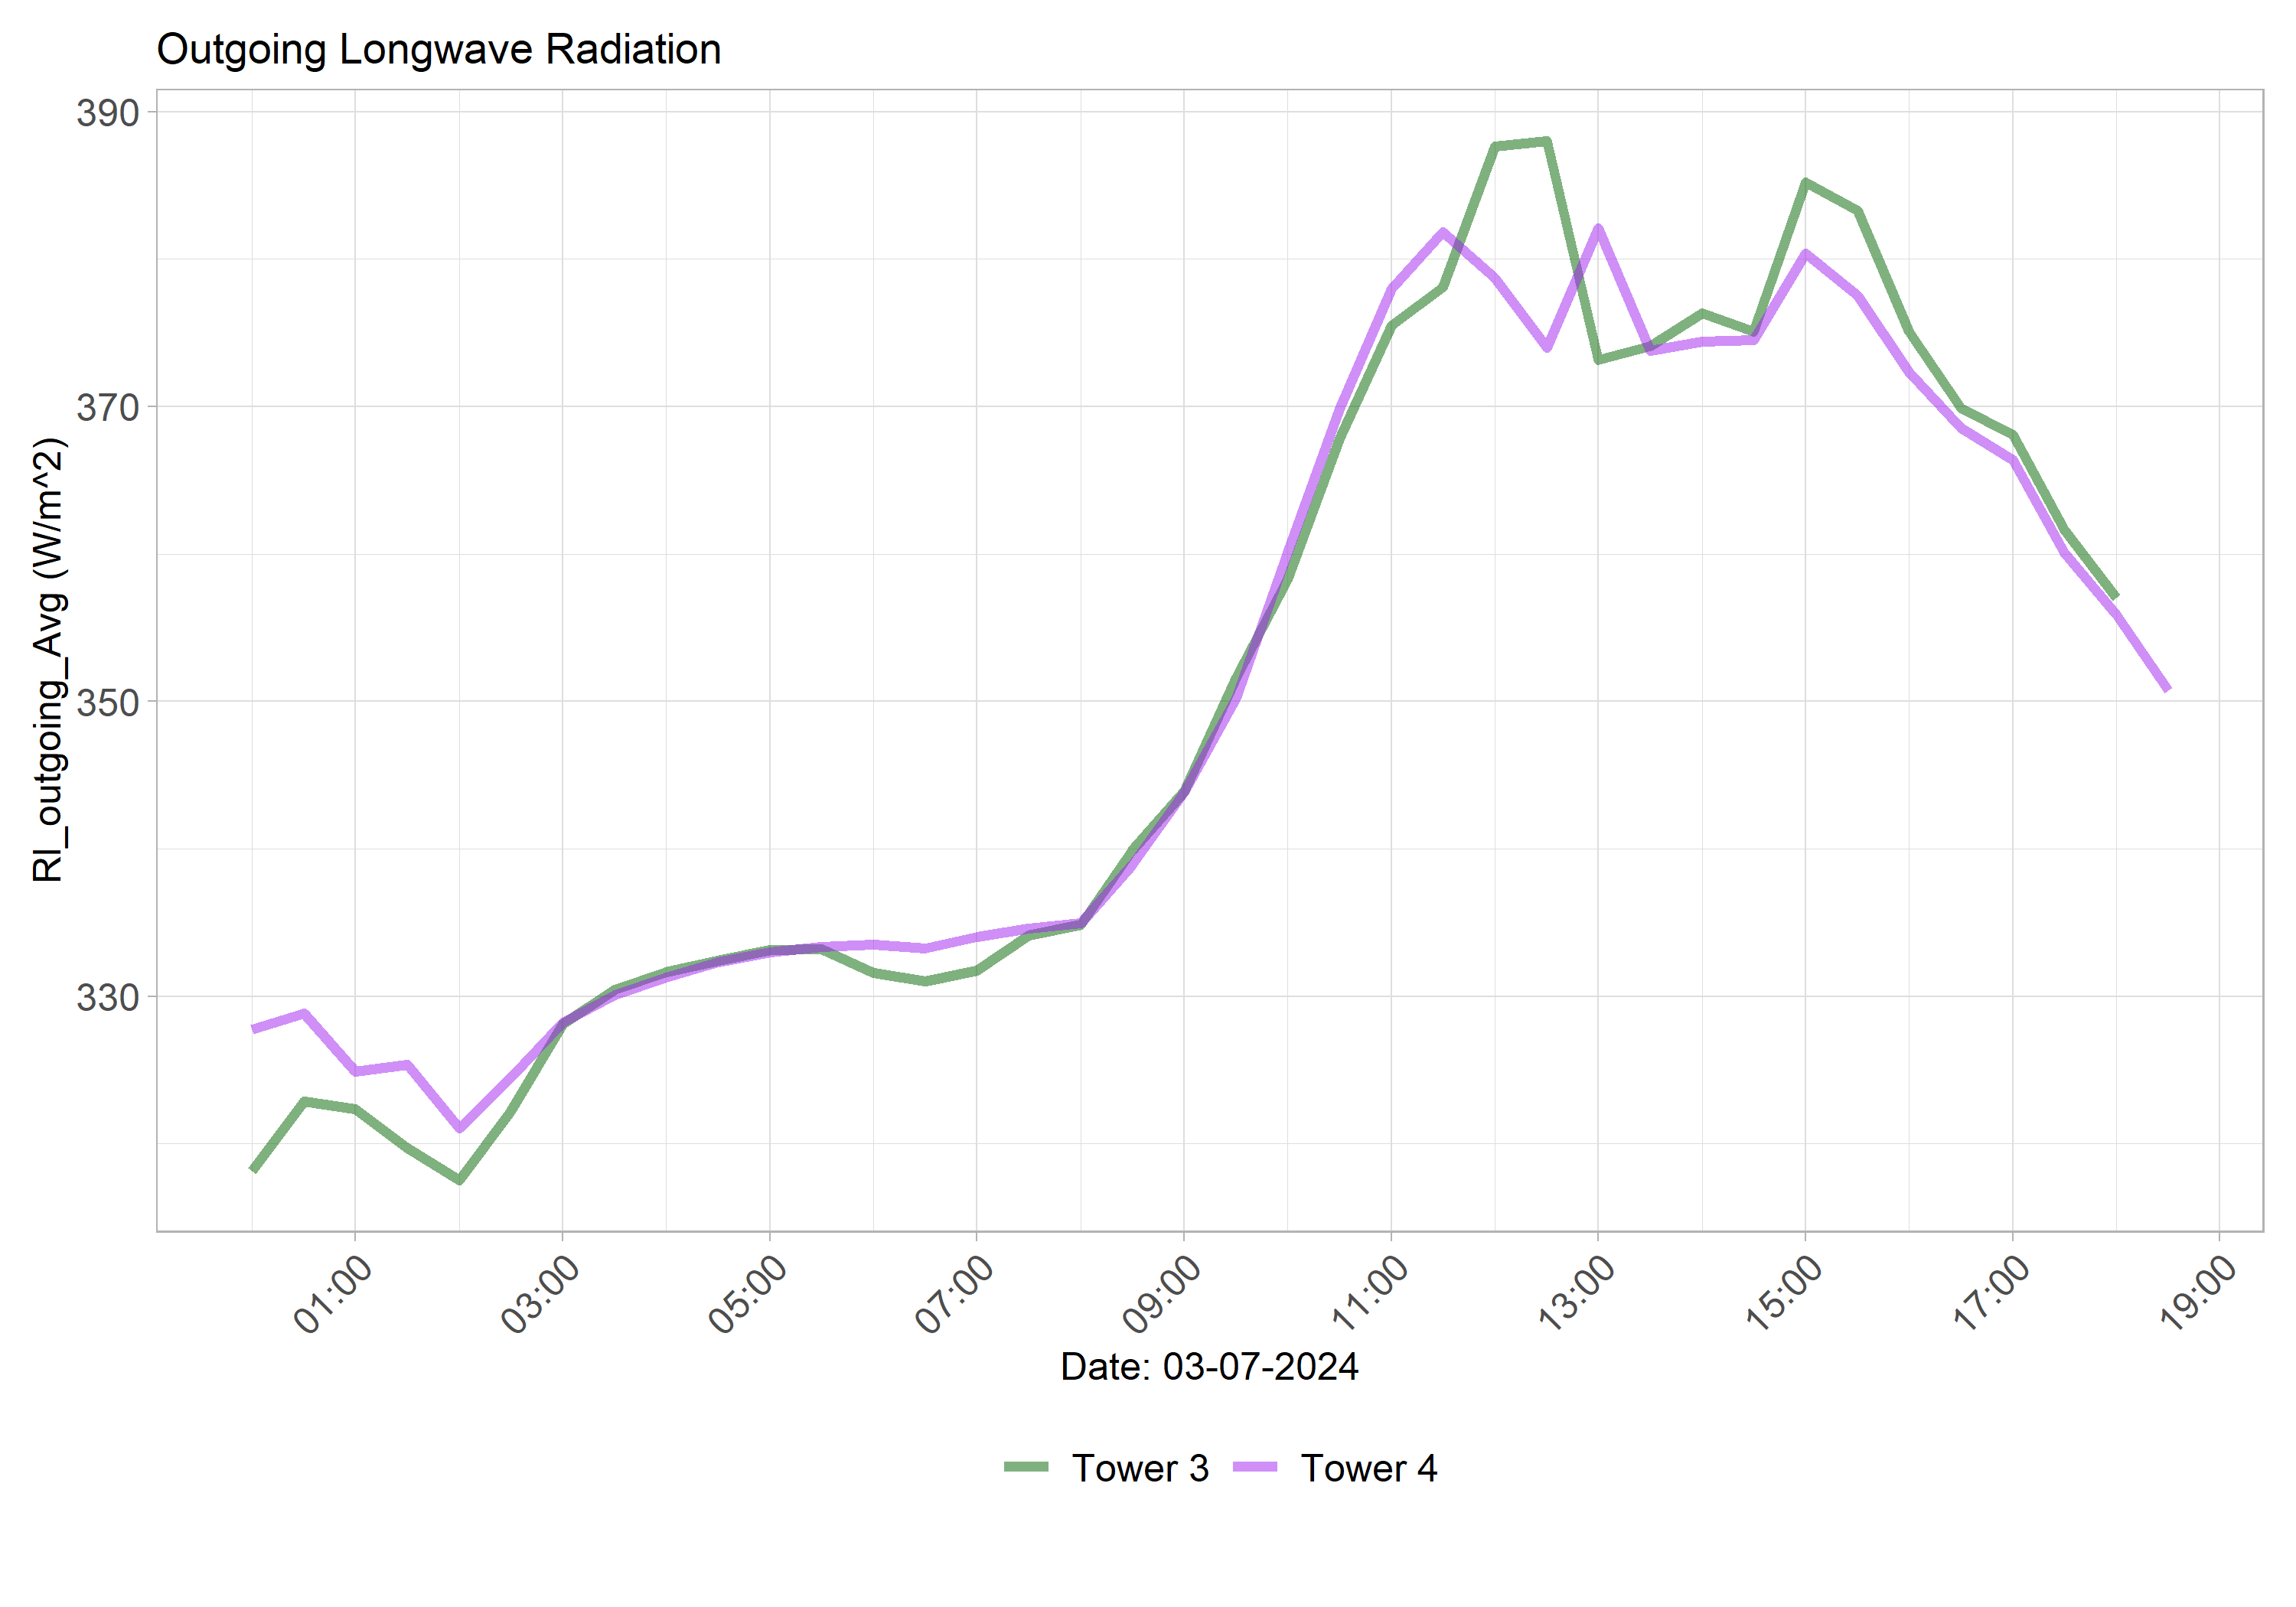 Outgoing Longwave Radiation
Rl_outgoing_Avg (W/m^2)
390
370
350
330
01:00 03:00 05:00 07:00 09:00 11:00 13:00 15:00 17:00 19:00
Date: 03-07-2024
Tower 3 Tower 4